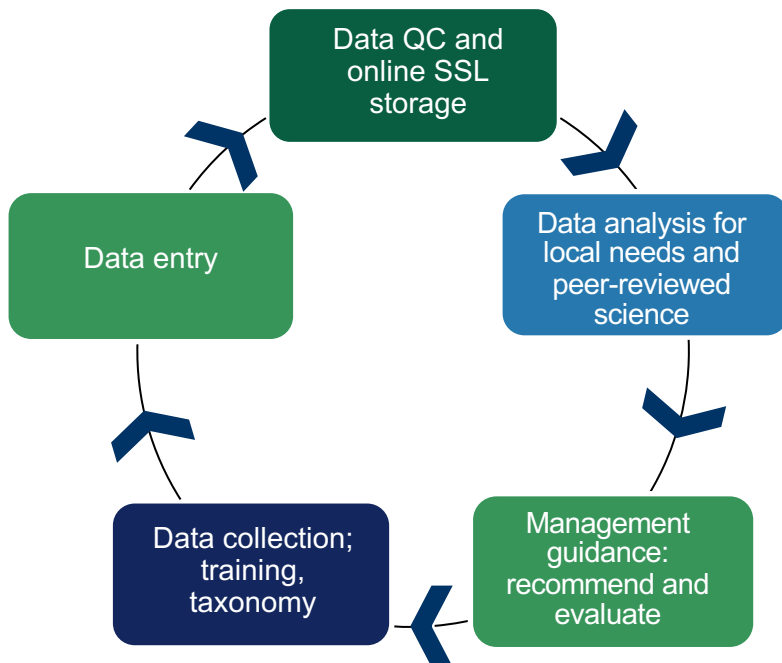 Data QC and
online SSL
storage
Data analysis for
local needs and
peer-reviewed
science
Management
guidance:
recommend and
evaluate
Data collection;
training,
taxonomy
Data entry